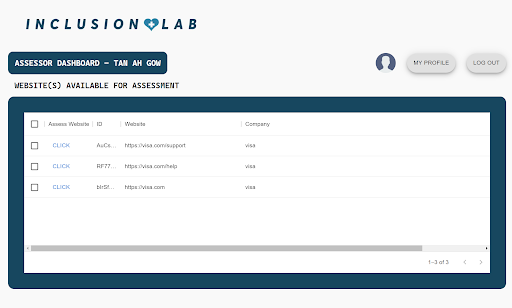 INCLUSION LAB
ASSESSOR DASHBOARD - TAN AH GOW
MY PROFILE
LOG OUT
WEBSITE(S) AVAILABLE FOR ASSESSMENT
Assess Website ID Website Company
CLICK AuCs... https://visa.com/support visa
CLICK RF77... https://visa.com/help visa
CLICK https://visa.com visa
1–3 of 3